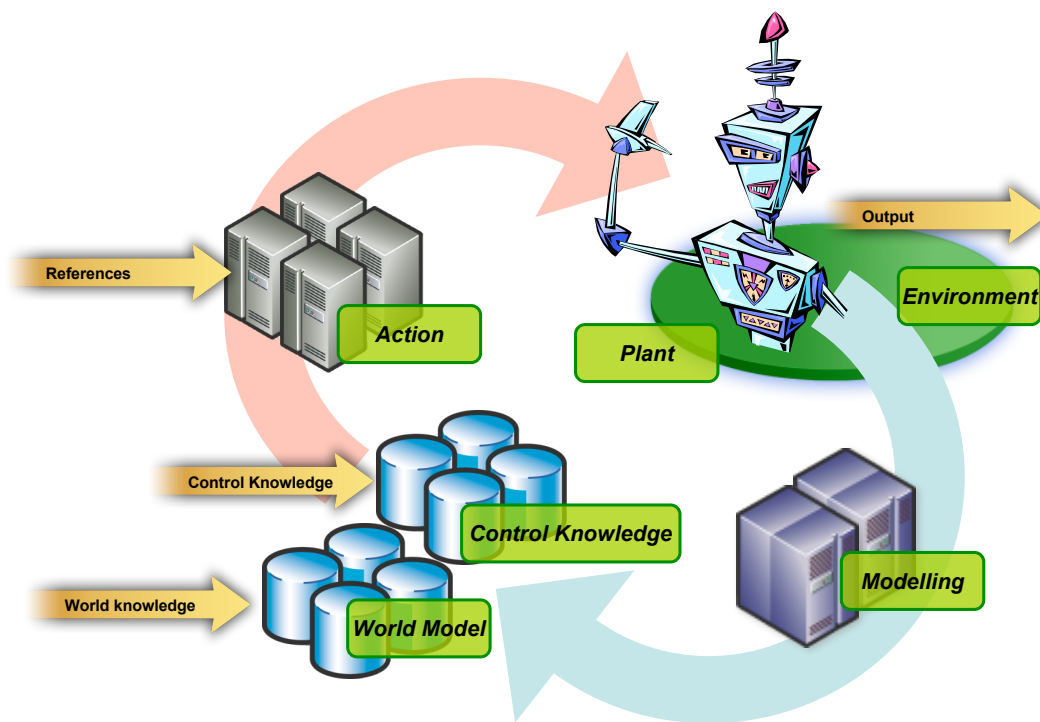 Output
References
Environment
Action
Plant
Control Knowledge
Control Knowledge
Modelling
World knowledge
World Model